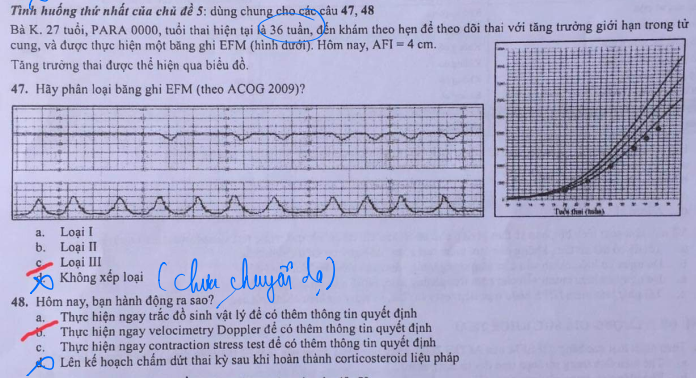 Tình huống thứ nhất của chủ đề 5: dùng chung cho các câu 47, 48
Bà K. 27 tuổi, PARA 0000, tuổi thai hiện tại là 36 tuần, đến khám theo hẹn để theo dõi thai với tăng trưởng giới hạn trong tử
cung, và được thực hiện một băng ghi EFM (hình dưới). Hôm nay, AFI = 4 cm.
Tăng trưởng thai được thể hiện qua biểu đồ.
47. Hãy phân loại băng ghi EFM (theo ACOG 2009)?
Tuổi thai (tuần)
a. Loại I
b. Loại II
c. Loại III
d. Không xếp loại (chưa chuyển dạ)
48. Hôm nay, bạn hành động ra sao?
a. Thực hiện ngay trắc đồ sinh vật lý để có thêm thông tin quyết định
b. Thực hiện ngay velocimetry Doppler để có thêm thông tin quyết định
c. Thực hiện ngay contraction stress test để có thêm thông tin quyết định
d. Lên kế hoạch chấm dứt thai kỳ sau khi hoàn thành corticosteroid liệu pháp